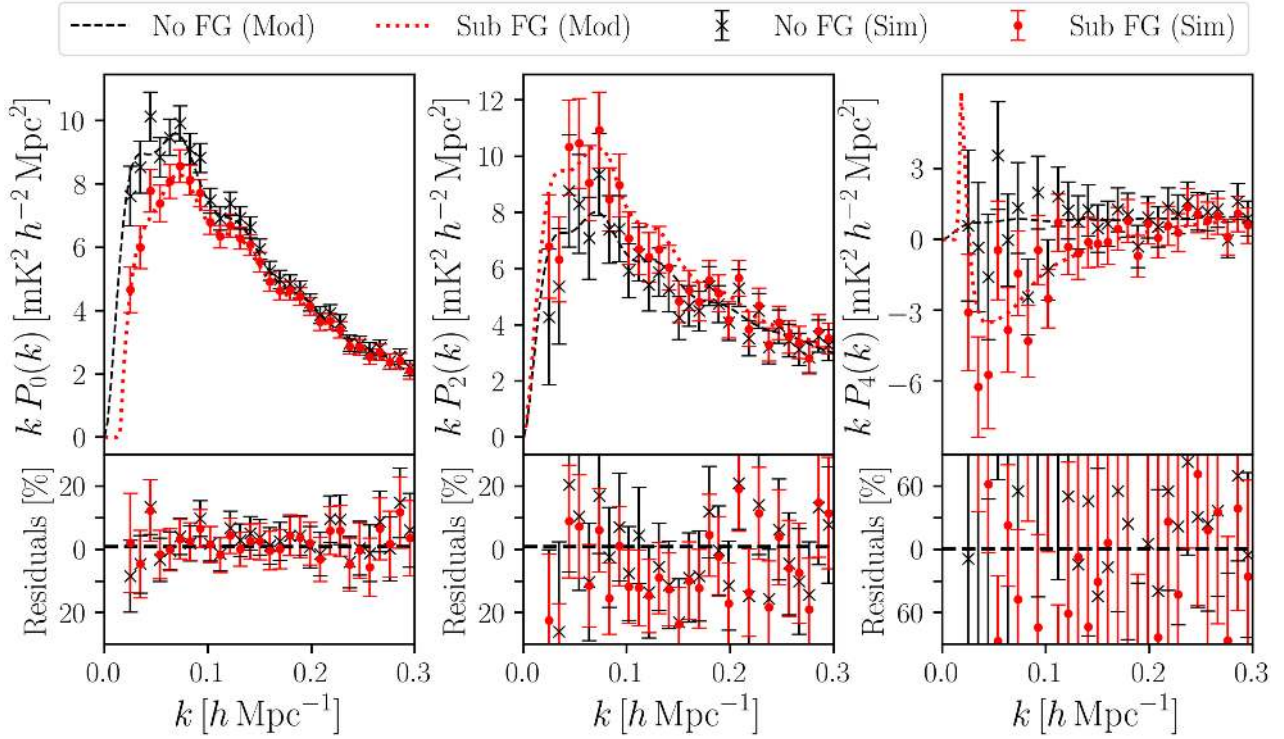 No FG (Mod) Sub FG (Mod) No FG (Sim) Sub FG (Sim)
k P₀(k) [mK² h⁻² Mpc²]
10
8
6
4
2
0
k P₂(k) [mK² h⁻² Mpc²]
12
10
8
6
4
2
0
k P₄(k) [mK² h⁻² Mpc²]
3
0
-3
-6
Residuals [%]
20
0
20
Residuals [%]
20
0
20
Residuals [%]
60
0
60
0.0 0.1 0.2 0.3
0.0 0.1 0.2 0.3
0.0 0.1 0.2 0.3
k [h Mpc⁻¹] k [h Mpc⁻¹] k [h Mpc⁻¹]